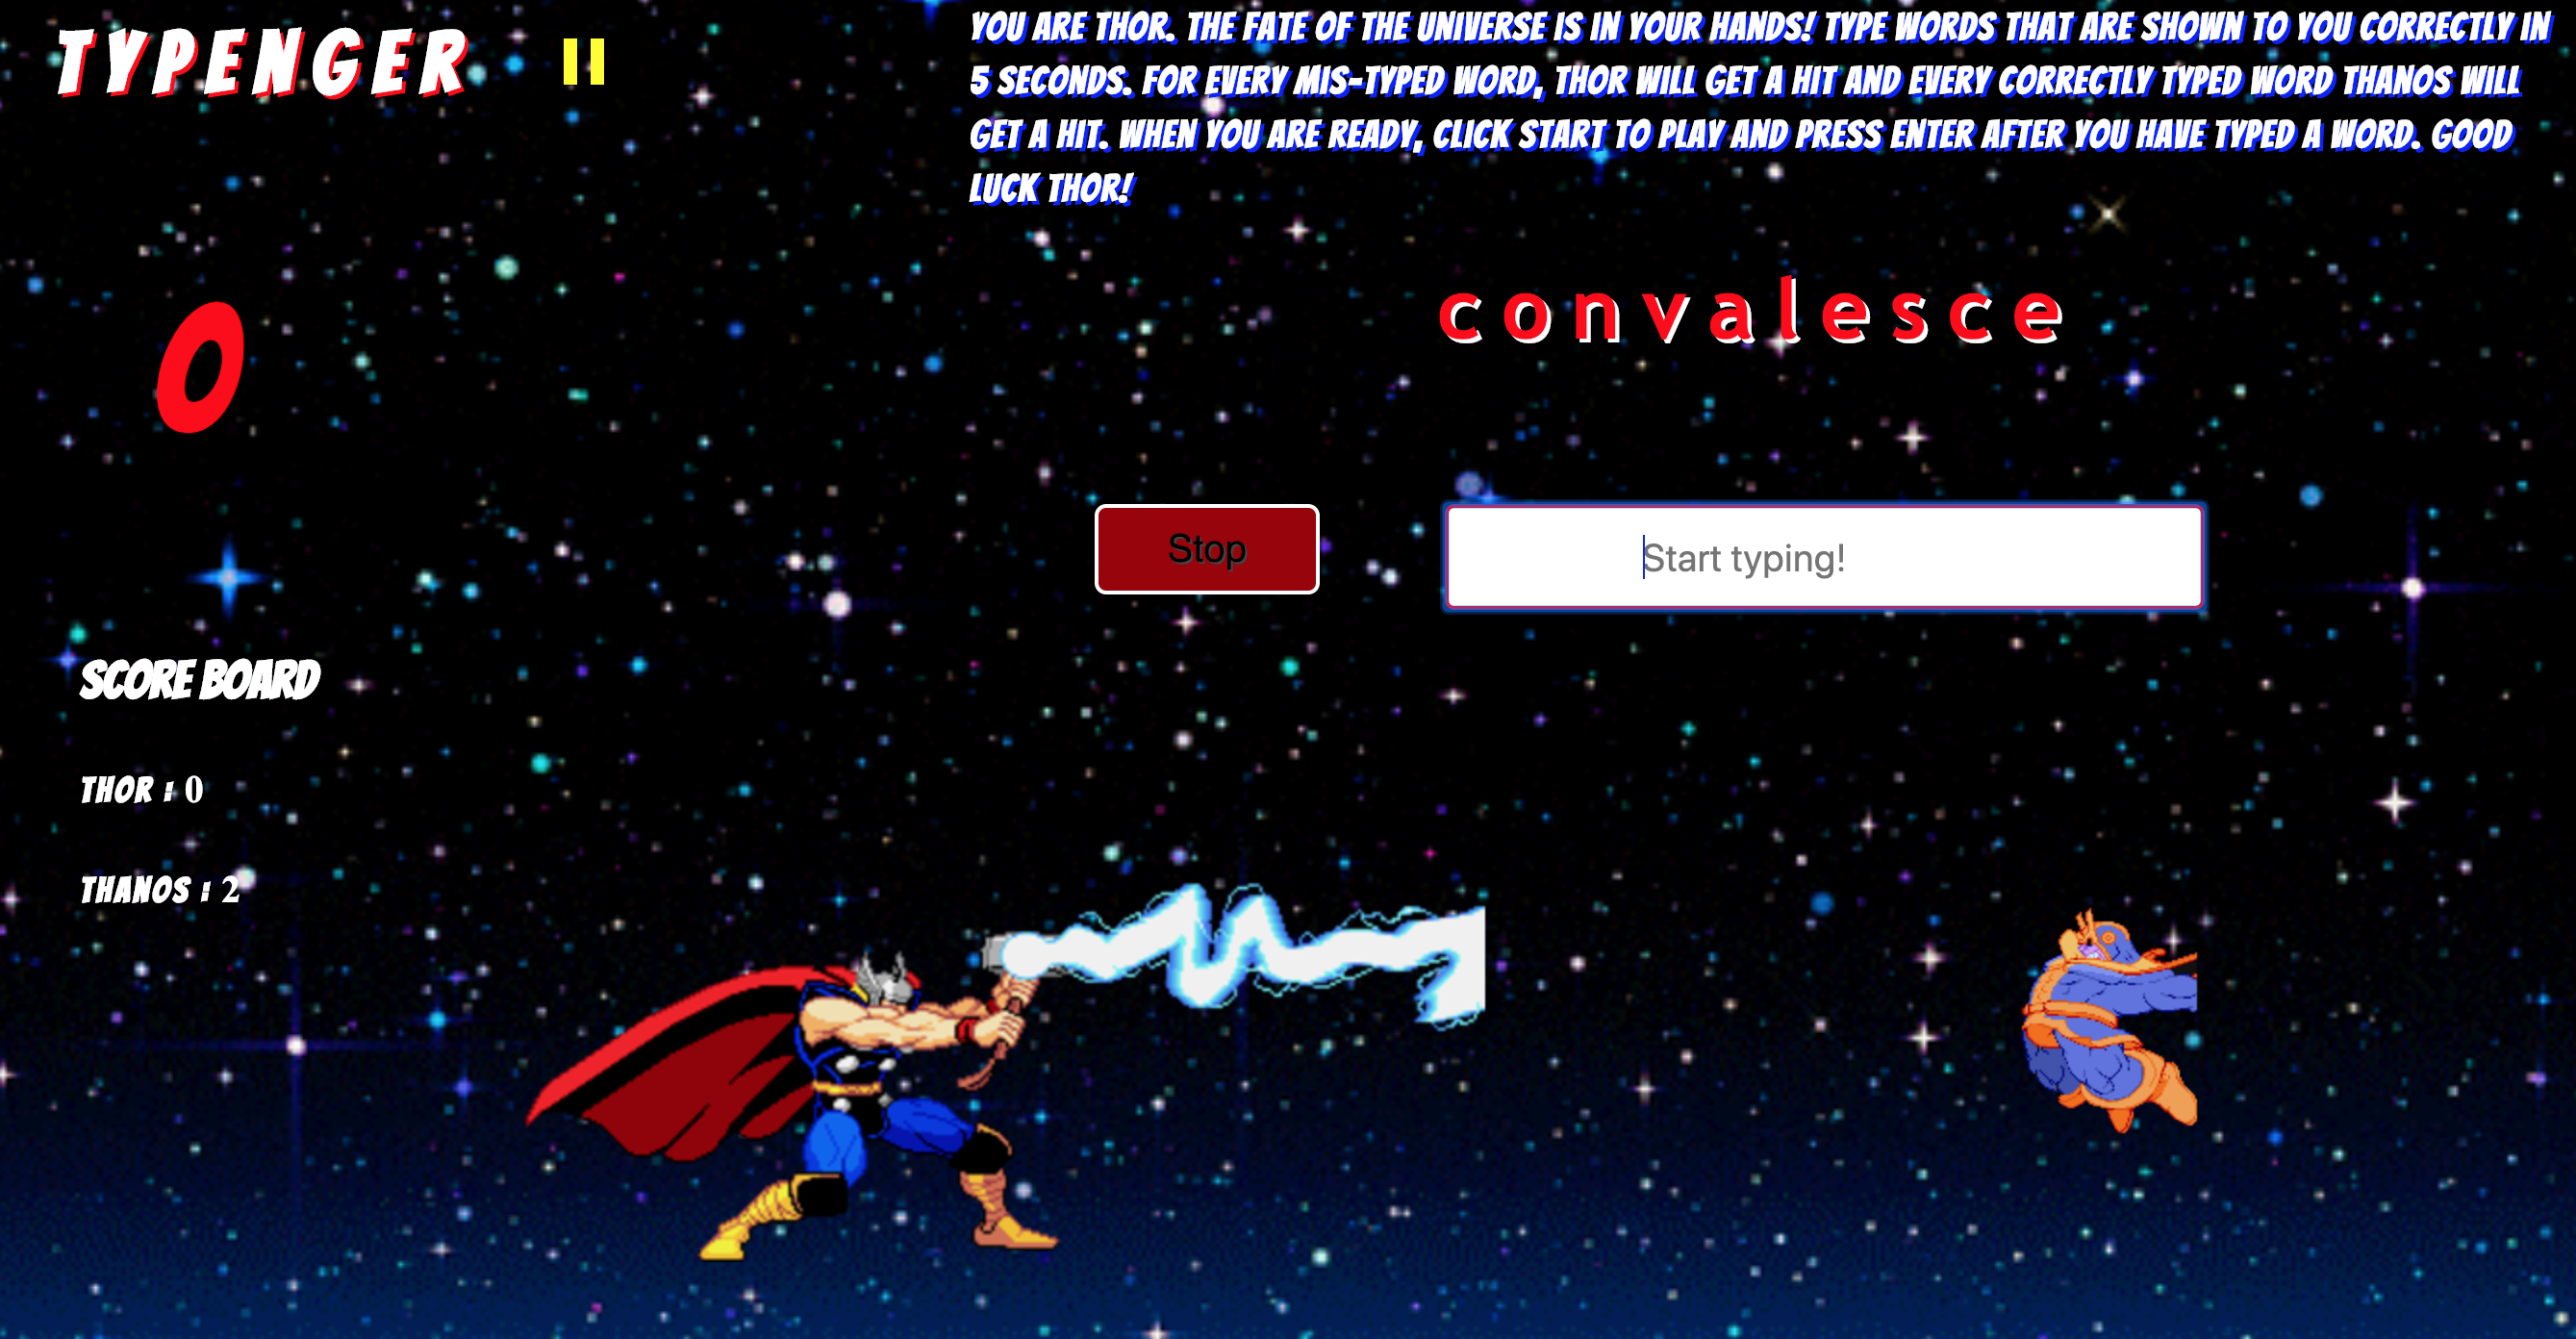 TYPENGER
YOU ARE THOR. THE FATE OF THE UNIVERSE IS IN YOUR HANDS! TYPE WORDS THAT ARE SHOWN TO YOU CORRECTLY IN
5 SECONDS. FOR EVERY MIS-TYPED WORD, THOR WILL GET A HIT AND EVERY CORRECTLY TYPED WORD THANOS WILL
GET A HIT. WHEN YOU ARE READY, CLICK START TO PLAY AND PRESS ENTER AFTER YOU HAVE TYPED A WORD. GOOD
LUCK THOR!
convalesce
0
Stop
Start typing!
SCORE BOARD
THOR : 0
THANOS : 2